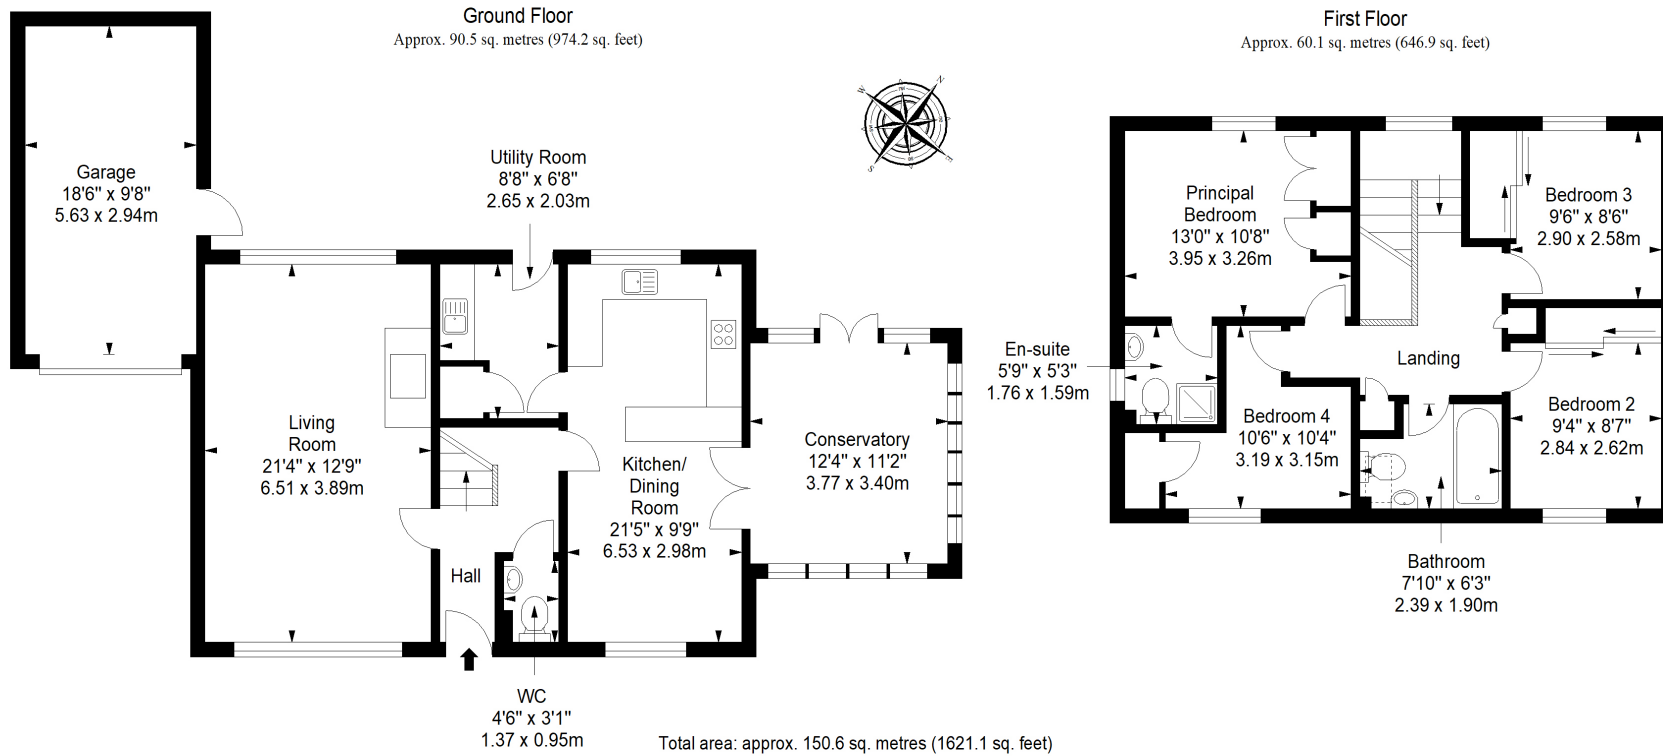 Ground Floor
Approx. 90.5 sq. metres (974.2 sq. feet)
First Floor
Approx. 60.1 sq. metres (646.9 sq. feet)
N
W
E
S
Garage
18'6" x 9'8"
5.63 x 2.94m
Utility Room
8'8" x 6'8"
2.65 x 2.03m
Living
Room
21'4" x 12'9"
6.51 x 3.89m
Kitchen/
Dining
Room
21'5" x 9'9"
6.53 x 2.98m
Conservatory
12'4" x 11'2"
3.77 x 3.40m
Hall
WC
4'6" x 3'1"
1.37 x 0.95m
Principal
Bedroom
13'0" x 10'8"
3.95 x 3.26m
Bedroom 3
9'6" x 8'6"
2.90 x 2.58m
En-suite
5'9" x 5'3"
1.76 x 1.59m
Landing
Bedroom 4
10'6" x 10'4"
3.19 x 3.15m
Bedroom 2
9'4" x 8'7"
2.84 x 2.62m
Bathroom
7'10" x 6'3"
2.39 x 1.90m
Total area: approx. 150.6 sq. metres (1621.1 sq. feet)